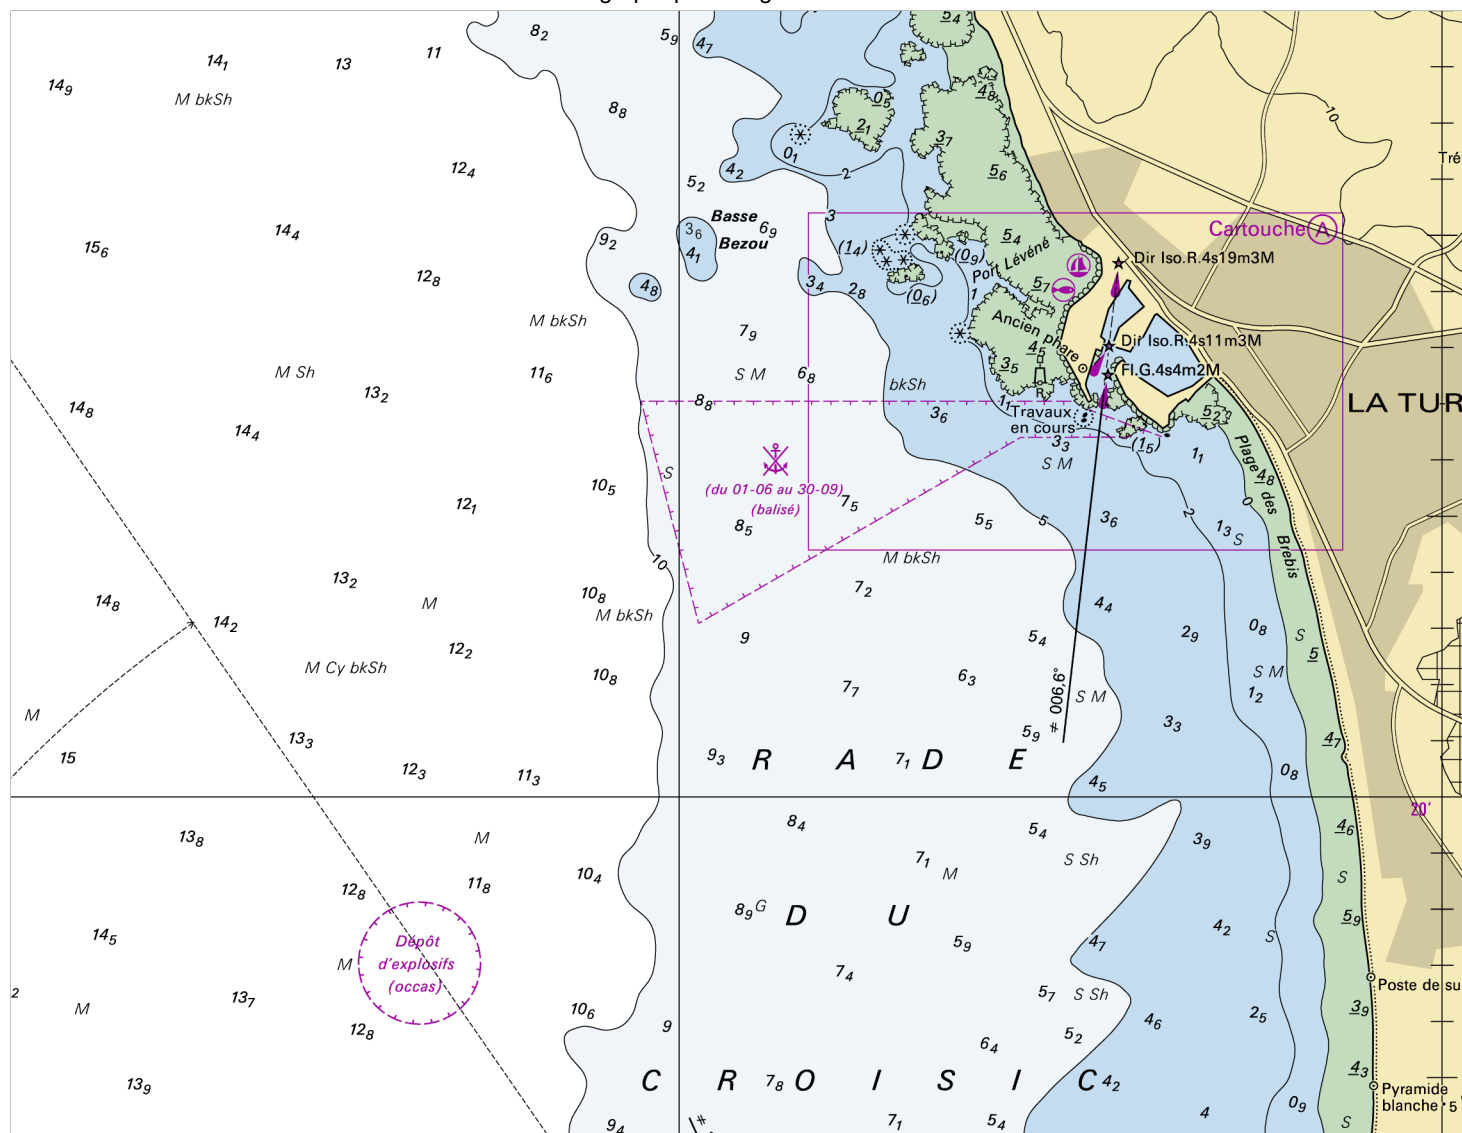 8₂
5₉
4₇
5₄
14₁
13
11
14₉
M bkSh
8₈
0₅
4₈
2₁
10
3₇
0₁
12₄
4₂
2
5₂
5₆
Tré
Basse
3
6₉
3₆
Bezou
4₁
14₄
15₆
9₂
(1₄)
5₄
(0₉)
Port Lévéné
Cartouche A
Dir Iso.R.4s19m3M
12₈
4₈
3₄
2₈
(0₆)
1
5₇
M bkSh
7₉
Ancien phare
Dir Iso.R.4s11m3M
4₅
3₅
Fl.G.4s4m2M
M Sh
11₆
S M
6₈
bkSh
13₂
R
14₈
8₈
3₆
1₁
Travaux
en cours
5₂
LA TUR
14₄
3₃
(1₅)
1₁
Plage des
Brebis
S
S M
4₈
10₅
(du 01-06 au 30-09)
(balisé)
12₁
7₅
8₅
5₅
5
3₆
2
1₃
S
0
10
M bkSh
13₂
7₂
14₈
M
10₈
M bkSh
4₄
14₂
9
5₄
2₉
0₈
S
12₂
5
M Cy bkSh
10₈
7₇
6₃
006,6°
S M
S M
1₂
M
13₃
5₉
3₃
4₇
15
9₃
R A D E
7₁
12₃
11₃
4₅
0₈
20'
13₈
M
8₄
5₄
3₉
4₆
7₁
S Sh
12₈
11₈
10₄
M
S
8₉
G
D U
5₉
14₅
5₉
4₇
4₂
S
Dépôt
d'explosifs
(occas)
M
7₄
Poste de su
2
M
13₇
10₆
5₇
S Sh
3₉
12₈
9
4₆
2₅
5₂
6₄
13₉
C R O I S I C
7₈
4₂
4₃
Pyramide
blanche
5
9₄
7₁
5₄
4
0₉
S